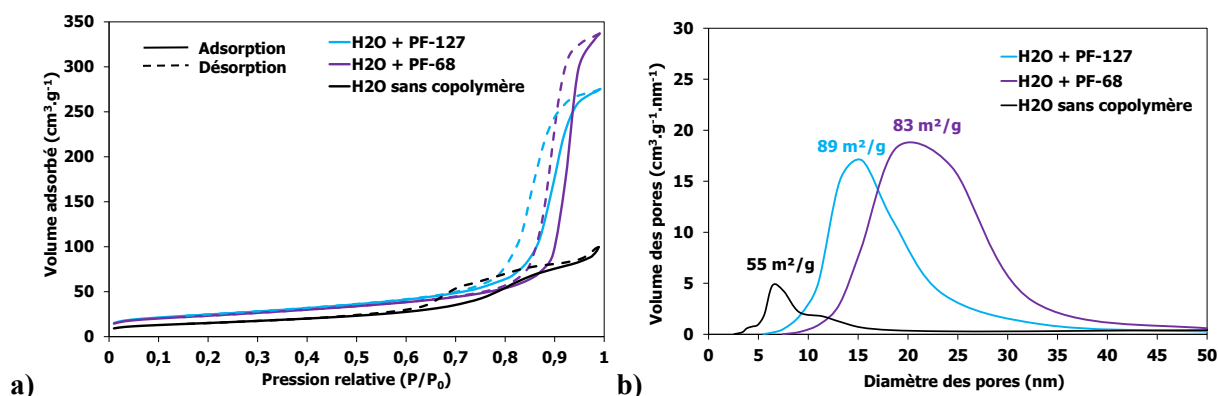 350
300
250
200
150
100
50
0
Volume adsorbé (cm³.g⁻¹)
Adsorption
Désorption
H2O + PF-127
H2O + PF-68
H2O sans copolymère
0 0,1 0,2 0,3 0,4 0,5 0,6 0,7 0,8 0,9 1
Pression relative (P/P₀)
a)
30
25
20
15
10
5
0
Volume des pores (cm³.g⁻¹.nm⁻¹)
H2O + PF-127
H2O + PF-68
H2O sans copolymère
83 m²/g
89 m²/g
55 m²/g
0 5 10 15 20 25 30 35 40 45 50
Diamètre des pores (nm)
b)